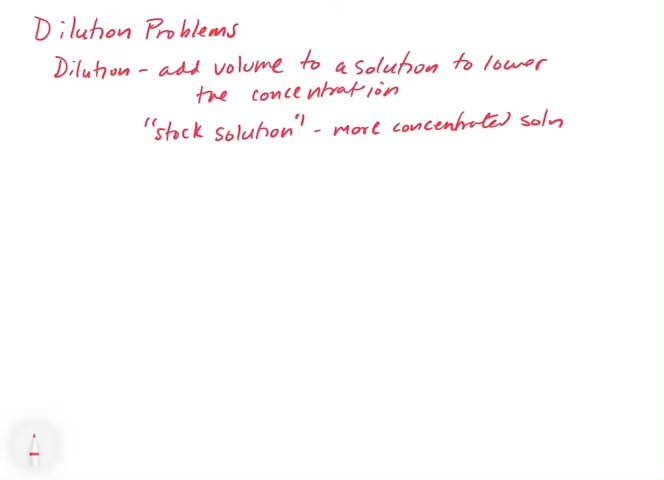 Dilution Problems
Dilution - add volume to a solution to lower
the concentration
"stock solution" - more concentrated soln